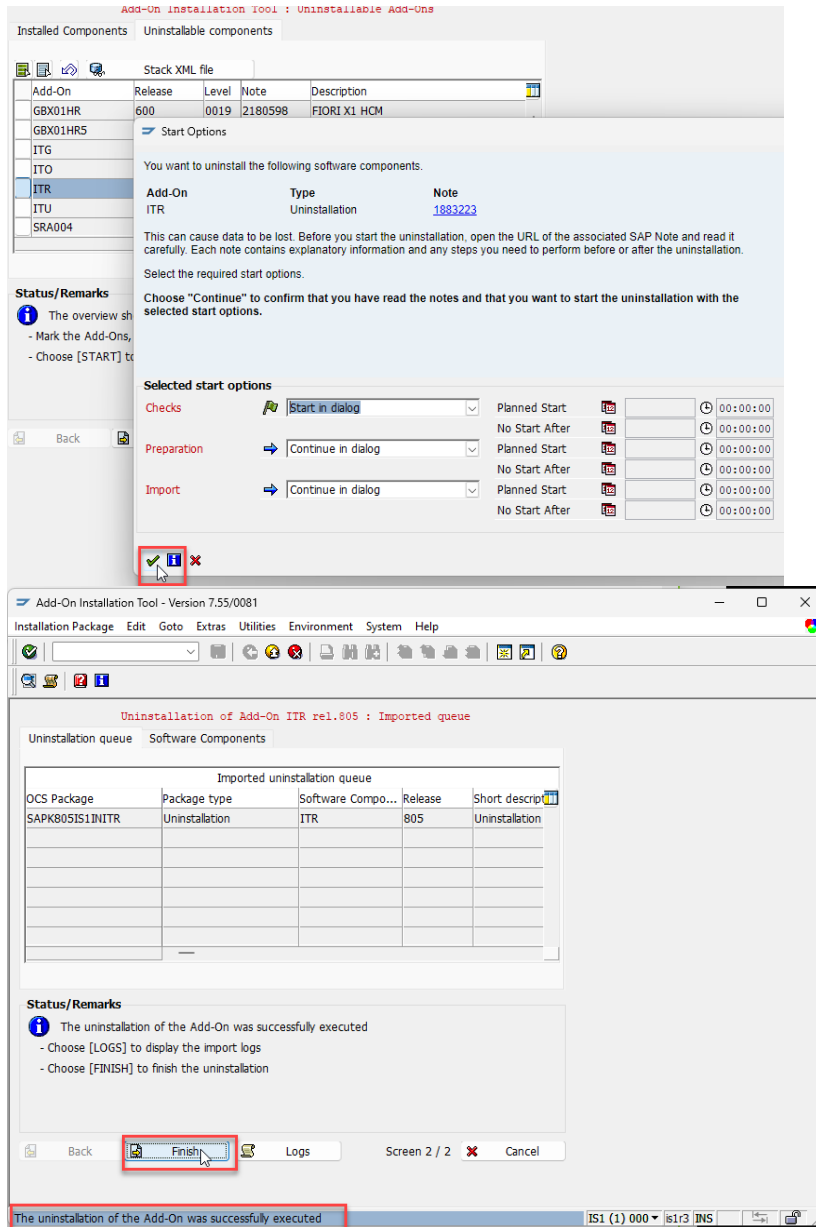 Add-On Installation Tool : Uninstallable Add-Ons
Installed Components Uninstallable components
Stack XML file
Add-On Release Level Note Description
GBX01HR 600 0019 2180598 FIORI X1 HCM
GBX01HR5
ITG
ITO
ITR
ITU
SRA004
Status/Remarks
The overview sh
- Mark the Add-Ons,
- Choose [START] to
Back
Start Options
You want to uninstall the following software components.
Add-On Type Note
ITR Uninstallation 1883223
This can cause data to be lost. Before you start the uninstallation, open the URL of the associated SAP Note and read it
carefully. Each note contains explanatory information and any steps you need to perform before or after the uninstallation.
Select the required start options.
Choose "Continue" to confirm that you have read the notes and that you want to start the uninstallation with the
selected start options.
Selected start options
Checks Start in dialog Planned Start 00:00:00
No Start After 00:00:00
Preparation Continue in dialog Planned Start 00:00:00
No Start After 00:00:00
Import Continue in dialog Planned Start 00:00:00
No Start After 00:00:00
Add-On Installation Tool - Version 7.55/0081
Installation Package Edit Goto Extras Utilities Environment System Help
Uninstallation of Add-On ITR rel.805 : Imported queue
Uninstallation queue Software Components
Imported uninstallation queue
OCS Package Package type Software Compo... Release Short descript
SAPK805IS1INITR Uninstallation ITR 805 Uninstallation
Status/Remarks
The uninstallation of the Add-On was successfully executed
- Choose [LOGS] to display the import logs
- Choose [FINISH] to finish the uninstallation
Back Finish Logs Screen 2 / 2 Cancel
The uninstallation of the Add-On was successfully executed IS1 (1) 000 is1r3 INS